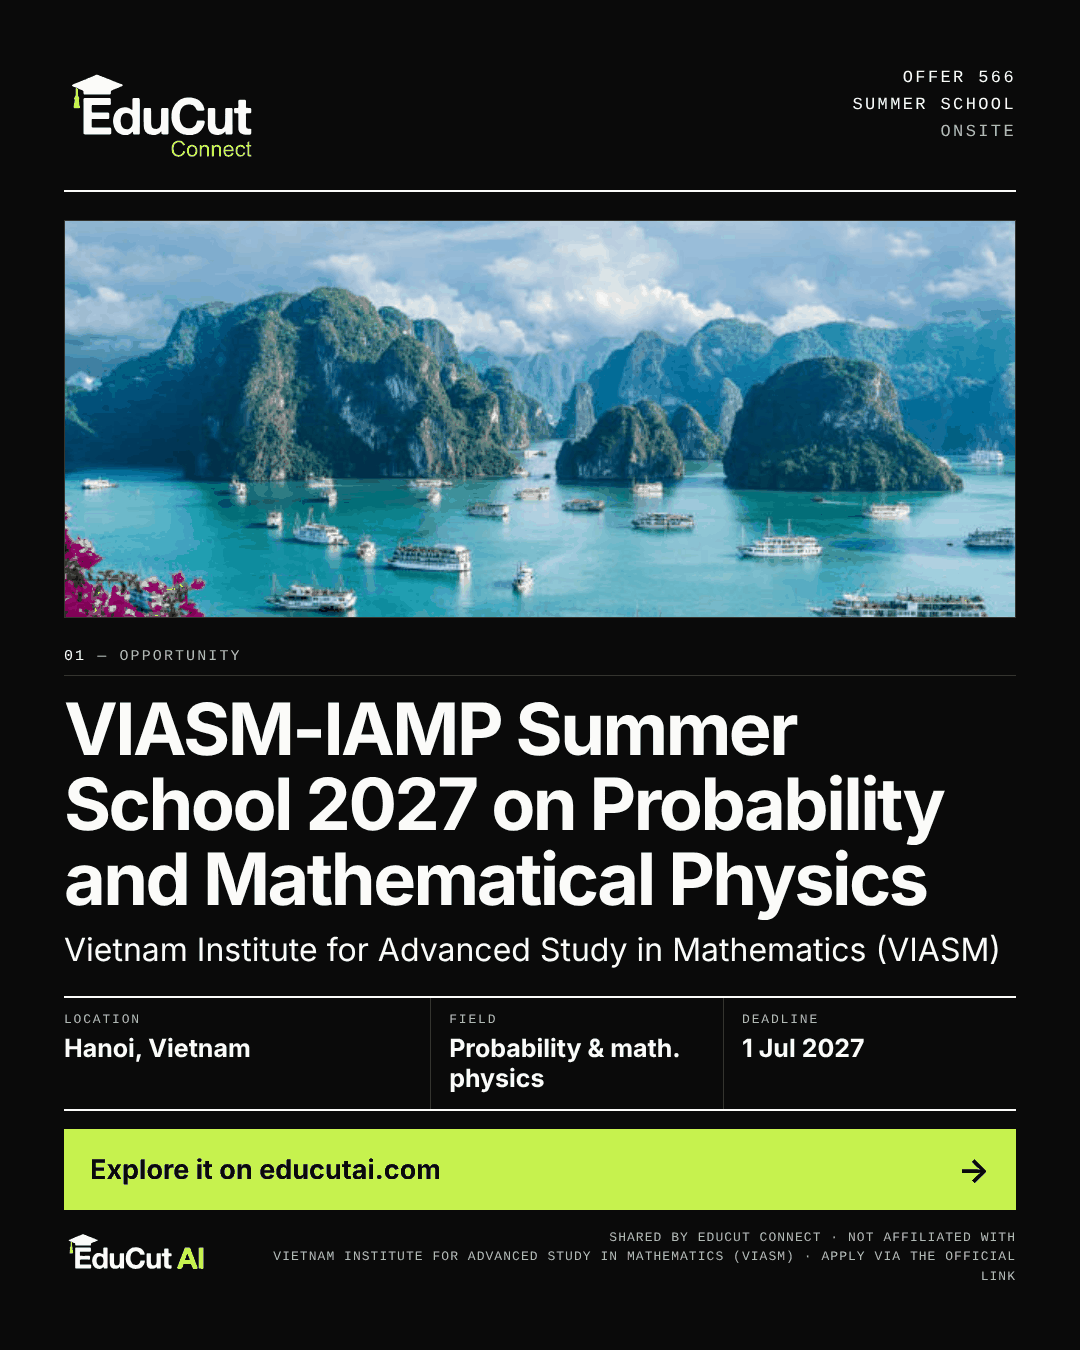 EduCut
Connect
OFFER 566
SUMMER SCHOOL
ONSITE
01 — OPPORTUNITY
VIASM-IAMP Summer
School 2027 on Probability
and Mathematical Physics
Vietnam Institute for Advanced Study in Mathematics (VIASM)
LOCATION
Hanoi, Vietnam
FIELD
Probability & math.
physics
DEADLINE
1 Jul 2027
Explore it on educutai.com →
EduCut AI
SHARED BY EDUCUT CONNECT · NOT AFFILIATED WITH
VIETNAM INSTITUTE FOR ADVANCED STUDY IN MATHEMATICS (VIASM) · APPLY VIA THE OFFICIAL
LINK